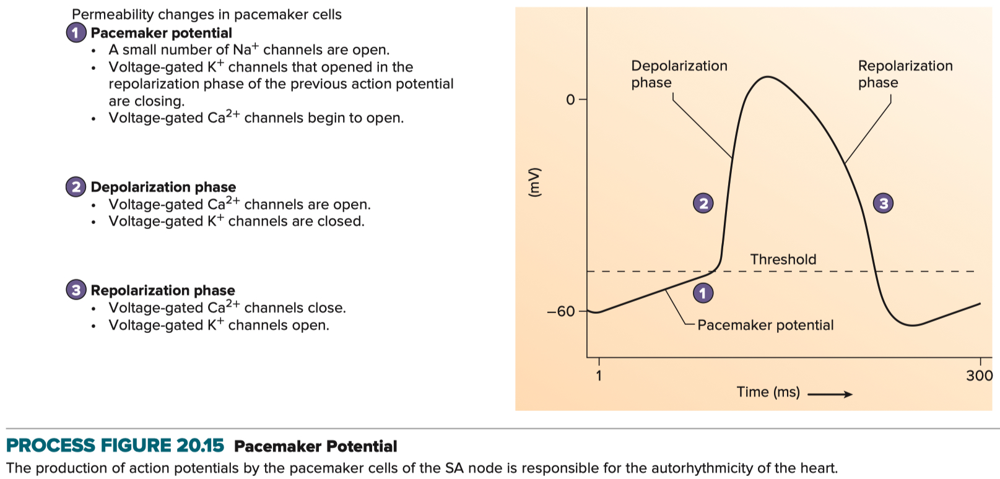 Permeability changes in pacemaker cells
1 Pacemaker potential
• A small number of Na⁺ channels are open.
• Voltage-gated K⁺ channels that opened in the
repolarization phase of the previous action potential
are closing.
• Voltage-gated Ca²⁺ channels begin to open.
2 Depolarization phase
• Voltage-gated Ca²⁺ channels are open.
• Voltage-gated K⁺ channels are closed.
3 Repolarization phase
• Voltage-gated Ca²⁺ channels close.
• Voltage-gated K⁺ channels open.
Depolarization
phase
Repolarization
phase
0
(mV)
2
3
Threshold
1
−60
Pacemaker potential
1
300
Time (ms)
PROCESS FIGURE 20.15 Pacemaker Potential
The production of action potentials by the pacemaker cells of the SA node is responsible for the autorhythmicity of the heart.